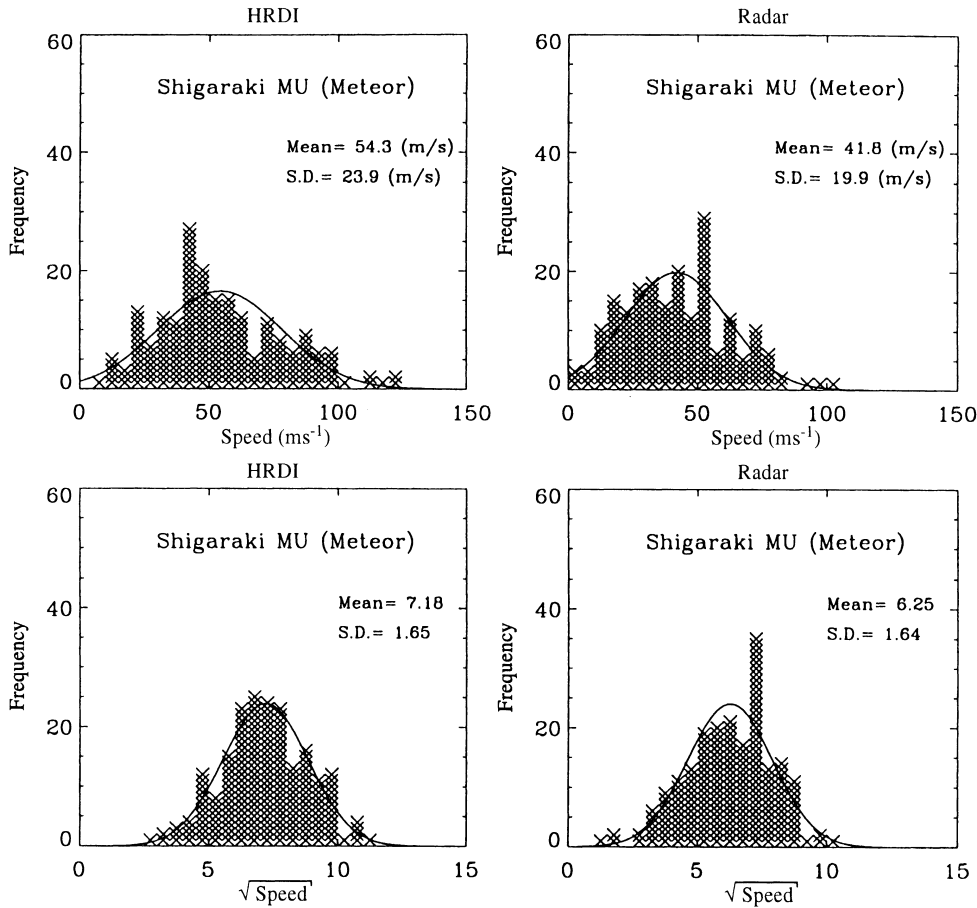 HRDI
60
40
20
0
Frequency
Shigaraki MU (Meteor)
Mean= 54.3 (m/s)
S.D.= 23.9 (m/s)
0 50 100 150
Speed (ms⁻¹)
Radar
60
40
20
0
Frequency
Shigaraki MU (Meteor)
Mean= 41.8 (m/s)
S.D.= 19.9 (m/s)
0 50 100 150
Speed (ms⁻¹)
HRDI
60
40
20
0
Frequency
Shigaraki MU (Meteor)
Mean= 7.18
S.D.= 1.65
0 5 10 15
√Speed
Radar
60
40
20
0
Frequency
Shigaraki MU (Meteor)
Mean= 6.25
S.D.= 1.64
0 5 10 15
√Speed